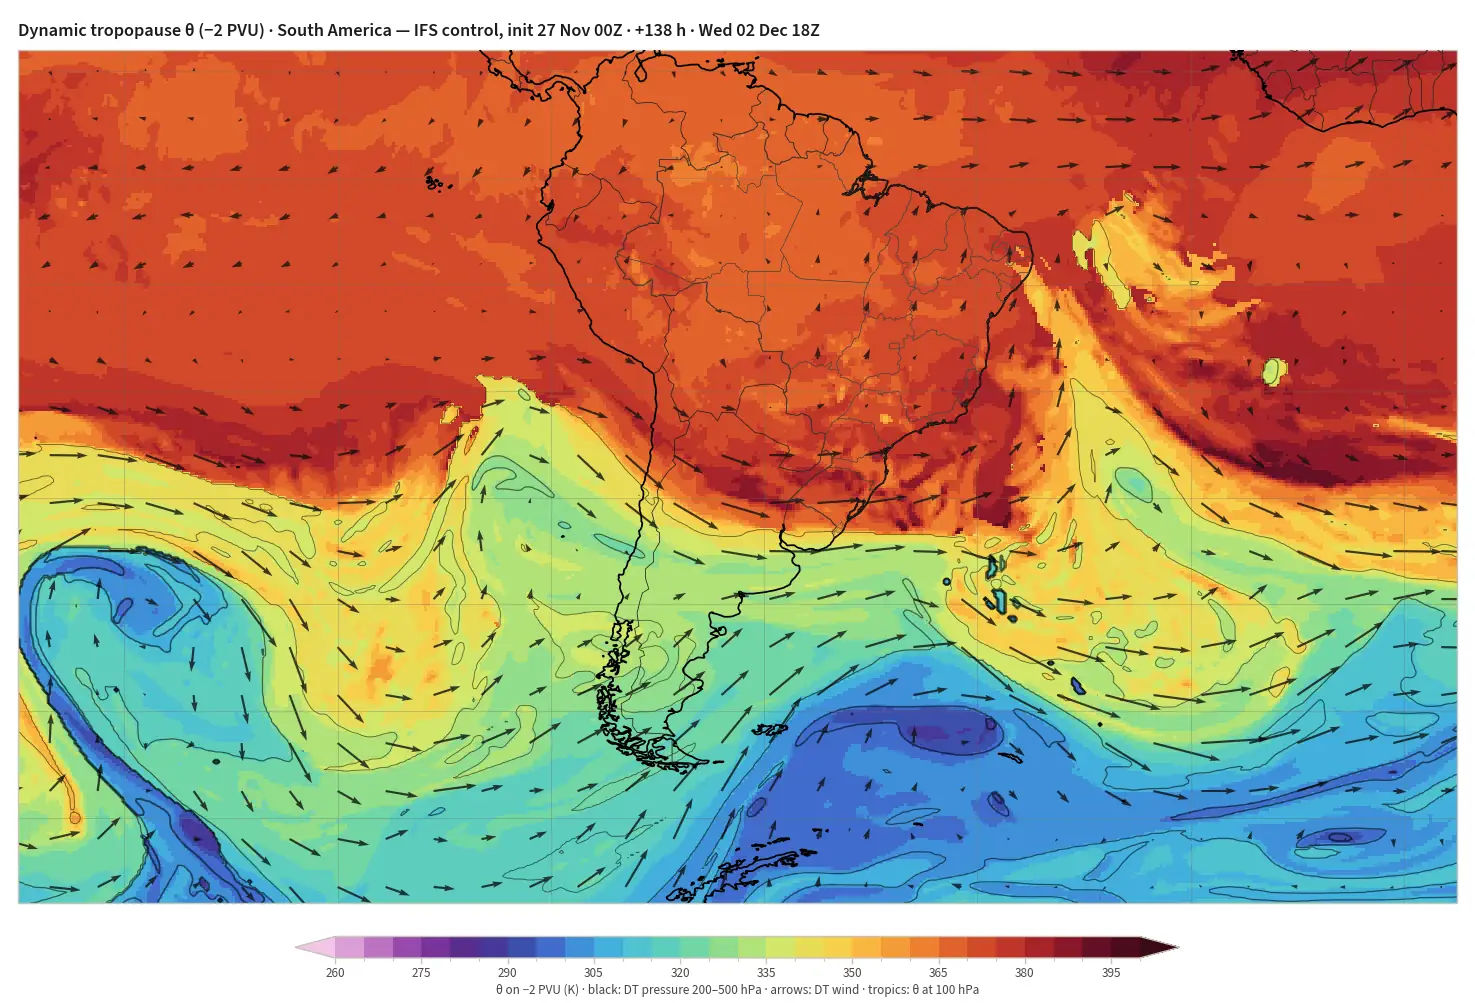 Dynamic tropopause θ (−2 PVU) · South America — IFS control, init 27 Nov 00Z · +138 h · Wed 02 Dec 18Z
260 275 290 305 320 335 350 365 380 395
θ on −2 PVU (K) · black: DT pressure 200–500 hPa · arrows: DT wind · tropics: θ at 100 hPa